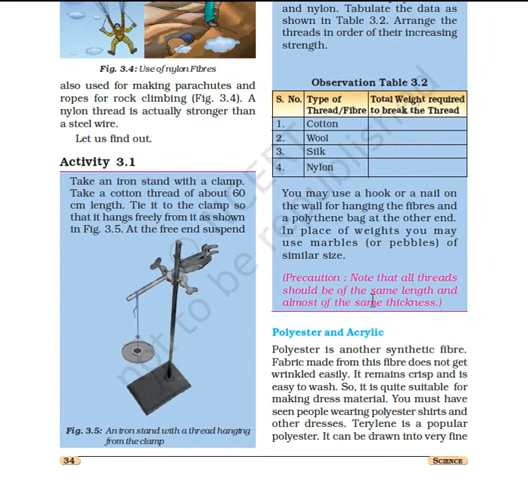 Fig. 3.4: Use of nylon Fibres
also used for making parachutes and
ropes for rock climbing (Fig. 3.4). A
nylon thread is actually stronger than
a steel wire.
Let us find out.
Activity 3.1
Take an iron stand with a clamp.
Take a cotton thread of about 60
cm length. Tie it to the clamp so
that it hangs freely from it as shown
in Fig. 3.5. At the free end suspend
Fig. 3.5: An iron stand with a thread hanging
from the clamp
34
and nylon. Tabulate the data as
shown in Table 3.2. Arrange the
threads in order of their increasing
strength.
Observation Table 3.2
S. No. Type of Total Weight required
Thread/Fibre to break the Thread
1. Cotton
2. Wool
3. Silk
4. Nylon
You may use a hook or a nail on
the wall for hanging the fibres and
a polythene bag at the other end.
In place of weights you may
use marbles (or pebbles) of
similar size.
(Precaution : Note that all threads
should be of the same length and
almost of the same thickness.)
Polyester and Acrylic
Polyester is another synthetic fibre.
Fabric made from this fibre does not get
wrinkled easily. It remains crisp and is
easy to wash. So, it is quite suitable for
making dress material. You must have
seen people wearing polyester shirts and
other dresses. Terylene is a popular
polyester. It can be drawn into very fine
SCIENCE
not to be republished